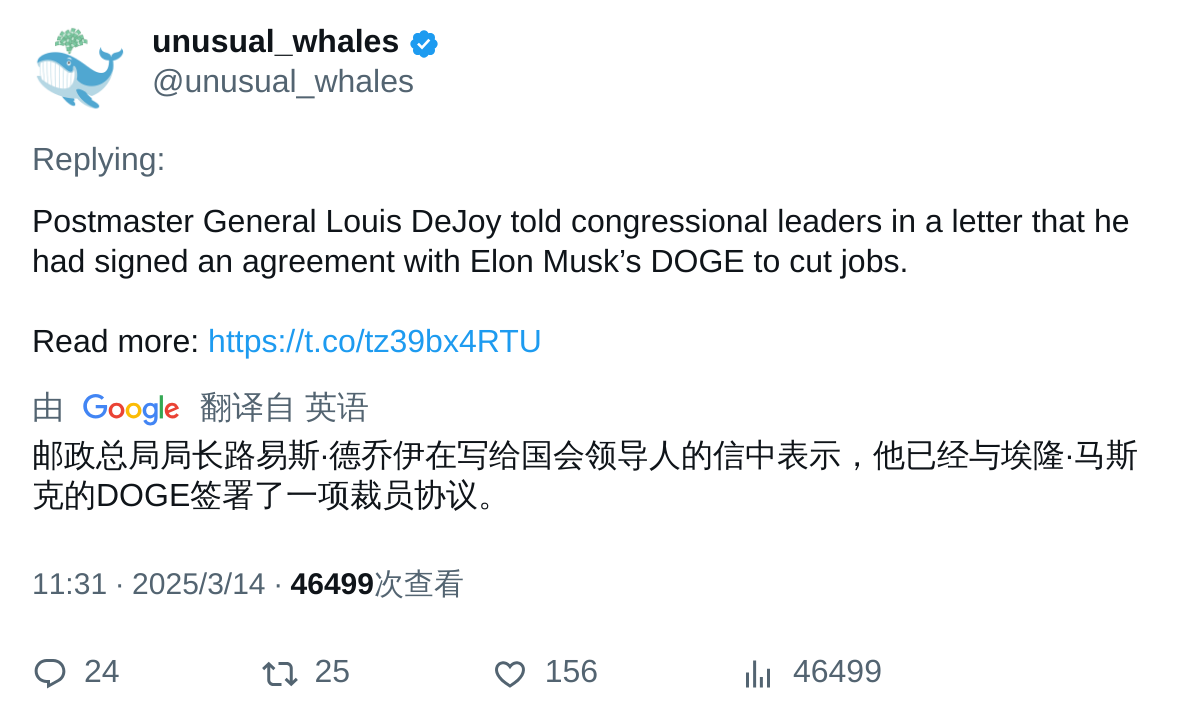 unusual_whales
@unusual_whales
Replying:
Postmaster General Louis DeJoy told congressional leaders in a letter that he
had signed an agreement with Elon Musk’s DOGE to cut jobs.
Read more: https://t.co/tz39bx4RTU
由 Google 翻译自 英语
邮政总局局长路易斯·德乔伊在写给国会领导人的信中表示，他已经与埃隆·马斯
克的DOGE签署了一项裁员协议。
11:31 · 2025/3/14 · 46499次查看
24 25 156 46499